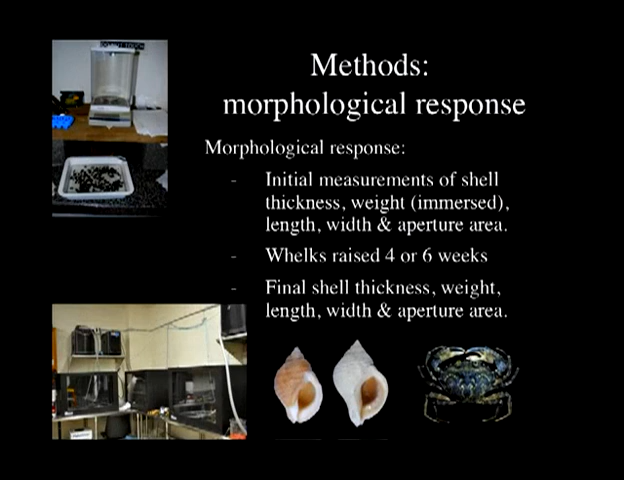 Methods:
morphological response
Morphological response:
- Initial measurements of shell
thickness, weight (immersed),
length, width & aperture area.
- Whelks raised 4 or 6 weeks
- Final shell thickness, weight,
length, width & aperture area.